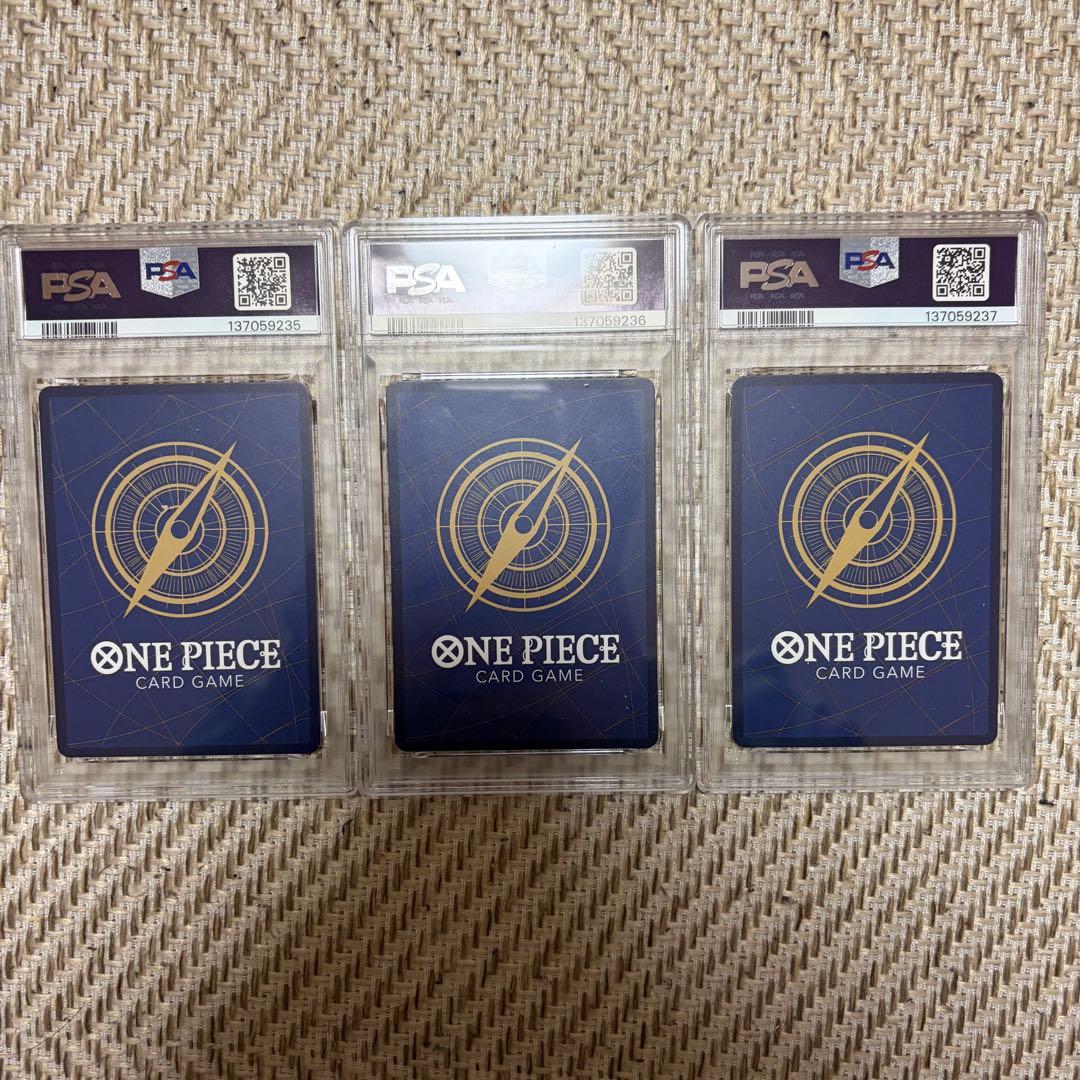 PSA PSA
137059235
ONE PIECE
CARD GAME
PSA
137059236
ONE PIECE
CARD GAME
PSA PSA
137059237
ONE PIECE
CARD GAME